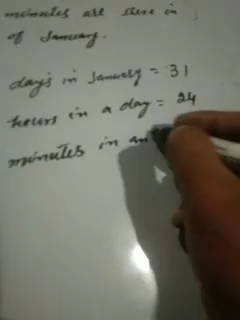 minutes are there in
of January.
days in January = 31
hours in a day = 24
minutes in an